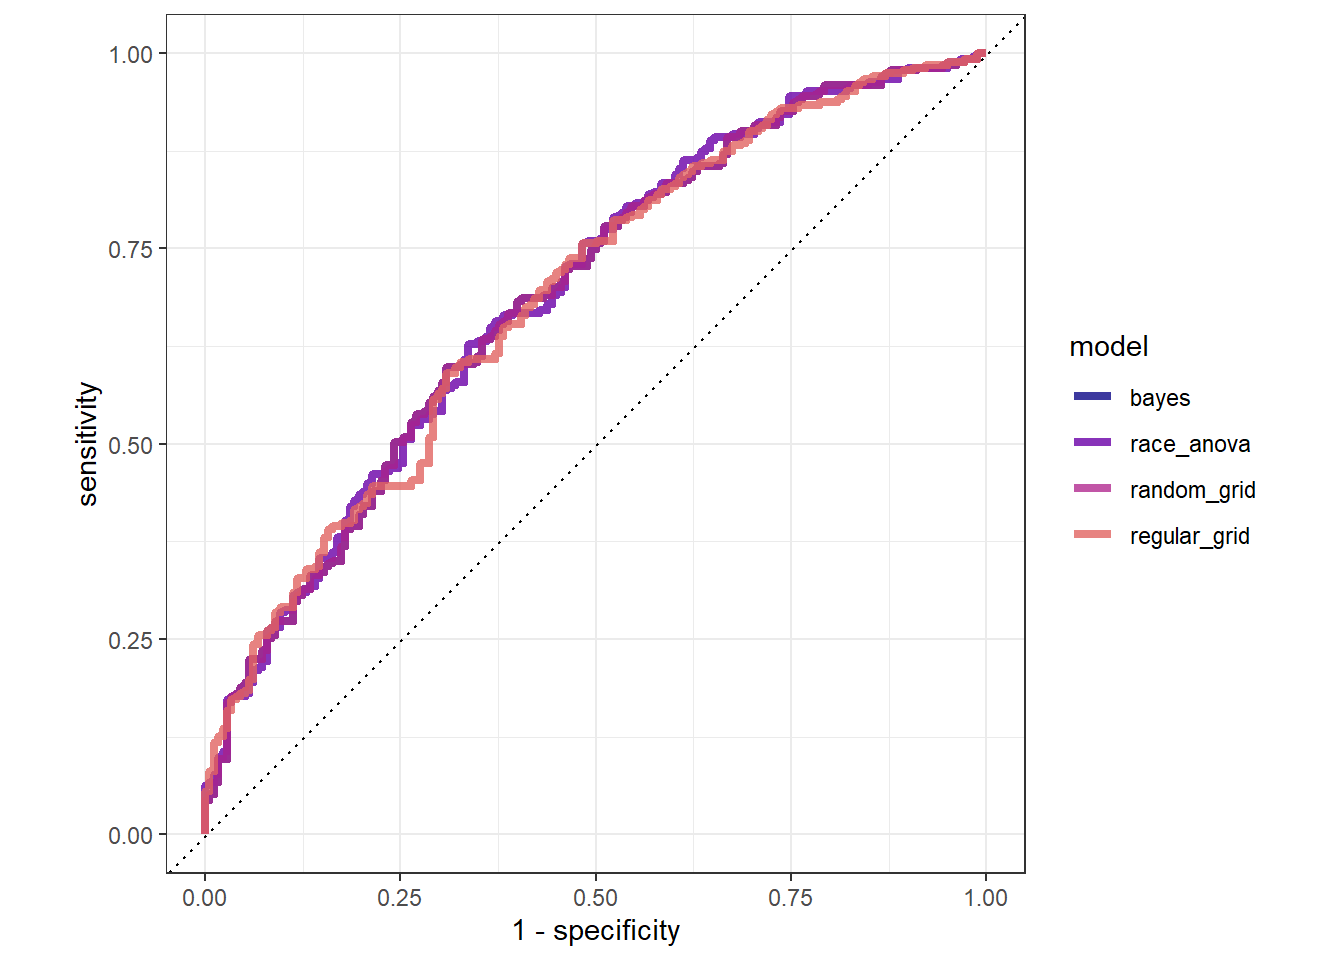 1.00
0.75
0.50
0.25
0.00
sensitivity
0.00 0.25 0.50 0.75 1.00
1 - specificity
model
bayes
race_anova
random_grid
regular_grid